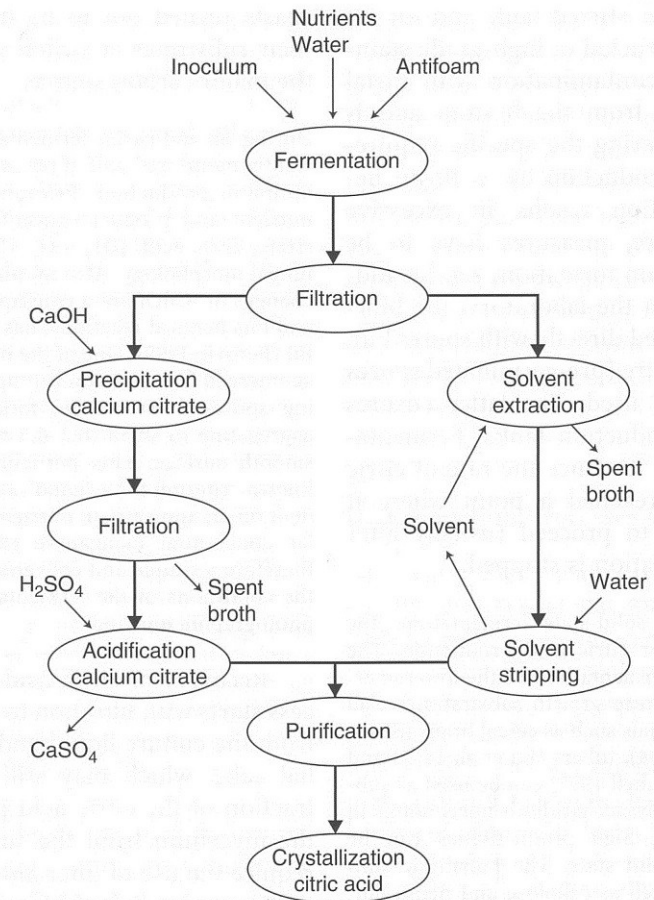 Nutrients
Water
Inoculum
Antifoam
Fermentation
Filtration
CaOH
Precipitation
calcium citrate
Solvent
extraction
Spent
broth
Filtration
Solvent
H2SO4
Spent
broth
Water
Acidification
calcium citrate
Solvent
stripping
CaSO4
Purification
Crystallization
citric acid